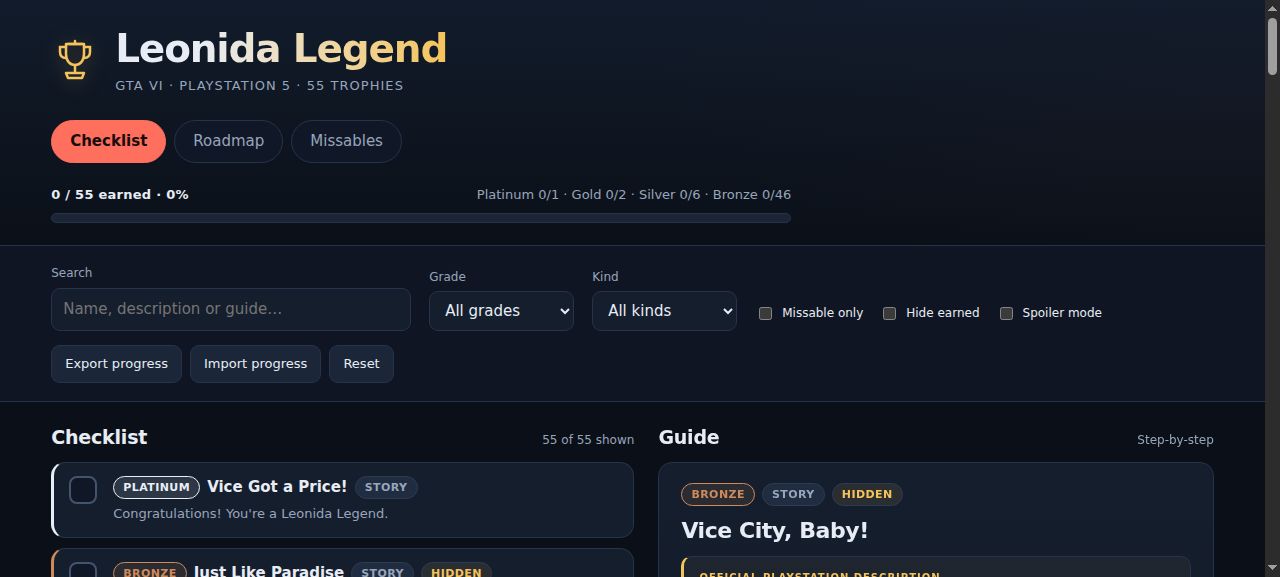 Leonida Legend
GTA VI · PLAYSTATION 5 · 55 TROPHIES
Checklist
Roadmap
Missables
0 / 55 earned · 0%
Platinum 0/1 · Gold 0/2 · Silver 0/6 · Bronze 0/46
Search
Name, description or guide…
Grade
All grades
Kind
All kinds
Missable only
Hide earned
Spoiler mode
Export progress
Import progress
Reset
Checklist
55 of 55 shown
PLATINUM Vice Got a Price! STORY
Congratulations! You're a Leonida Legend.
BRONZE Just Like Paradise STORY HIDDEN
Guide
Step-by-step
BRONZE STORY HIDDEN
Vice City, Baby!
OFFICIAL PLAYSTATION DESCRIPTION